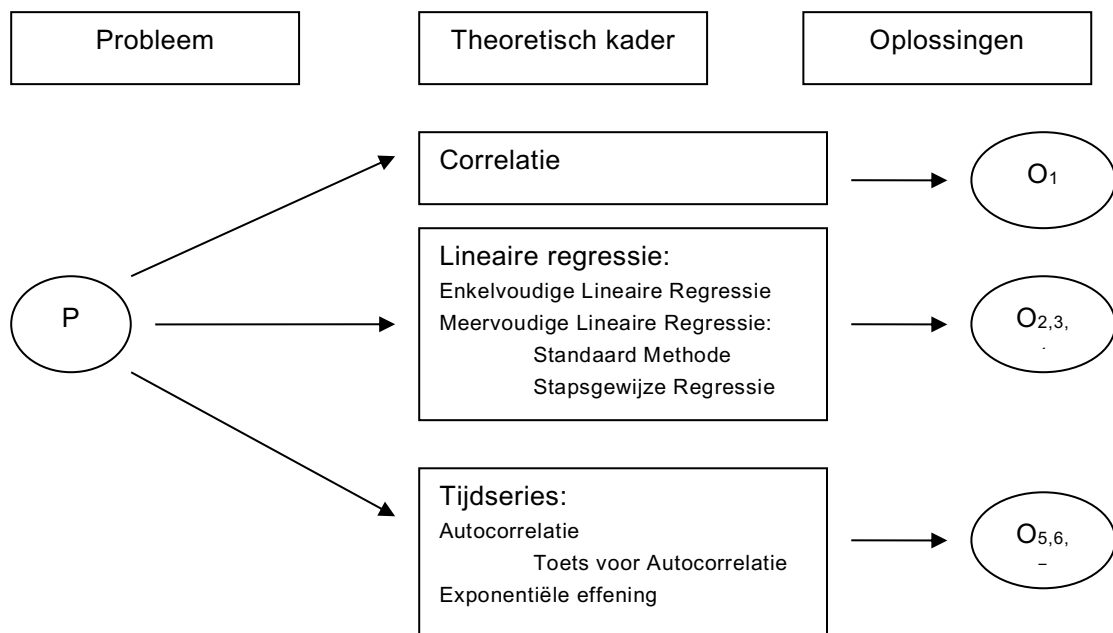 Probleem
Theoretisch kader
Oplossingen
Correlatie
O1
Lineaire regressie:
Enkelvoudige Lineaire Regressie
Meervoudige Lineaire Regressie:
Standaard Methode
Stapsgewijze Regressie
P
O2,3,
Tijdseries:
Autocorrelatie
Toets voor Autocorrelatie
Exponentiële effening
O5,6,